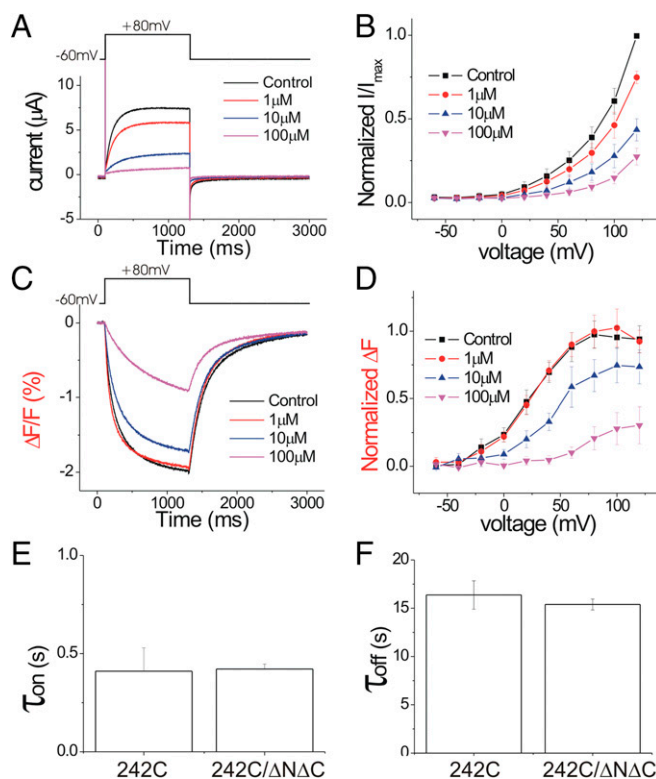 A
+80mV
-60mV
Control
1μM
10μM
100μM
current (μA)
10
5
0
-5
0 1000 2000 3000
Time (ms)
B
Control
1μM
10μM
100μM
Normalized I/Imax
1.0
0.5
0.0
-50 0 50 100
voltage (mV)
C
+80mV
-60mV
Control
1μM
10μM
100μM
ΔF/F (%)
0
-1
-2
0 1000 2000 3000
Time (ms)
D
Control
1μM
10μM
100μM
Normalized ΔF
1.0
0.5
0.0
-50 0 50 100
voltage (mV)
E
τon (s)
1.0
0.5
0.0
242C 242C/ΔNΔC
F
τoff (s)
20
15
10
5
0
242C 242C/ΔNΔC